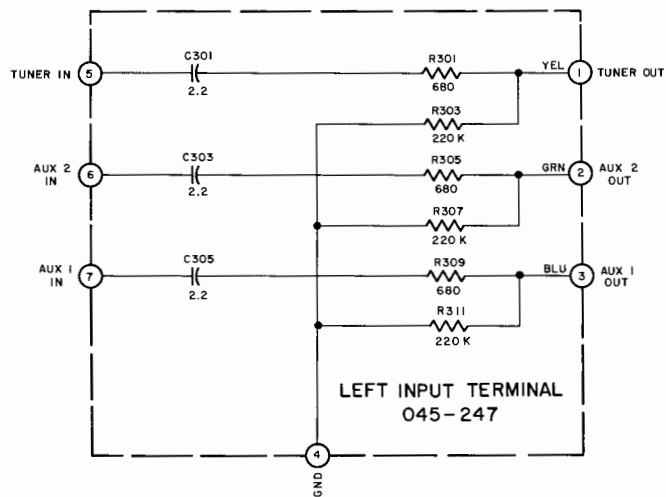 C301
2.2
R301
680
YEL
TUNER IN
5
1
TUNER OUT
R303
220 K
AUX 2
IN
6
C303
2.2
R305
680
GRN
2
AUX 2
OUT
R307
220 K
AUX 1
IN
7
C305
2.2
R309
680
BLU
3
AUX 1
OUT
R311
220 K
LEFT INPUT TERMINAL
045-247
4
GND